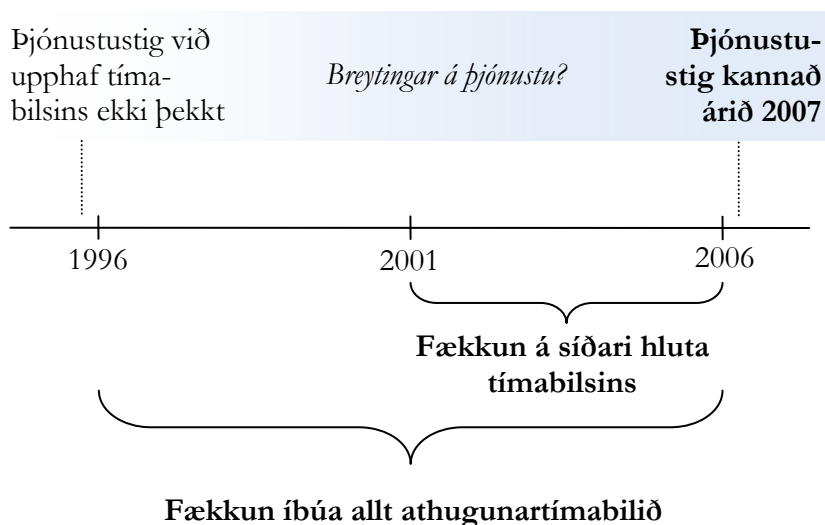 Þjónustustig við
upphaf tíma-
bilsins ekki þekkt
Breytingar á þjónustu?
Þjónustu-
stig kannað
árið 2007
1996
2001
2006
Fækkun á síðari hluta
tímabilsins
Fækkun íbúa allt athugunartímabilið